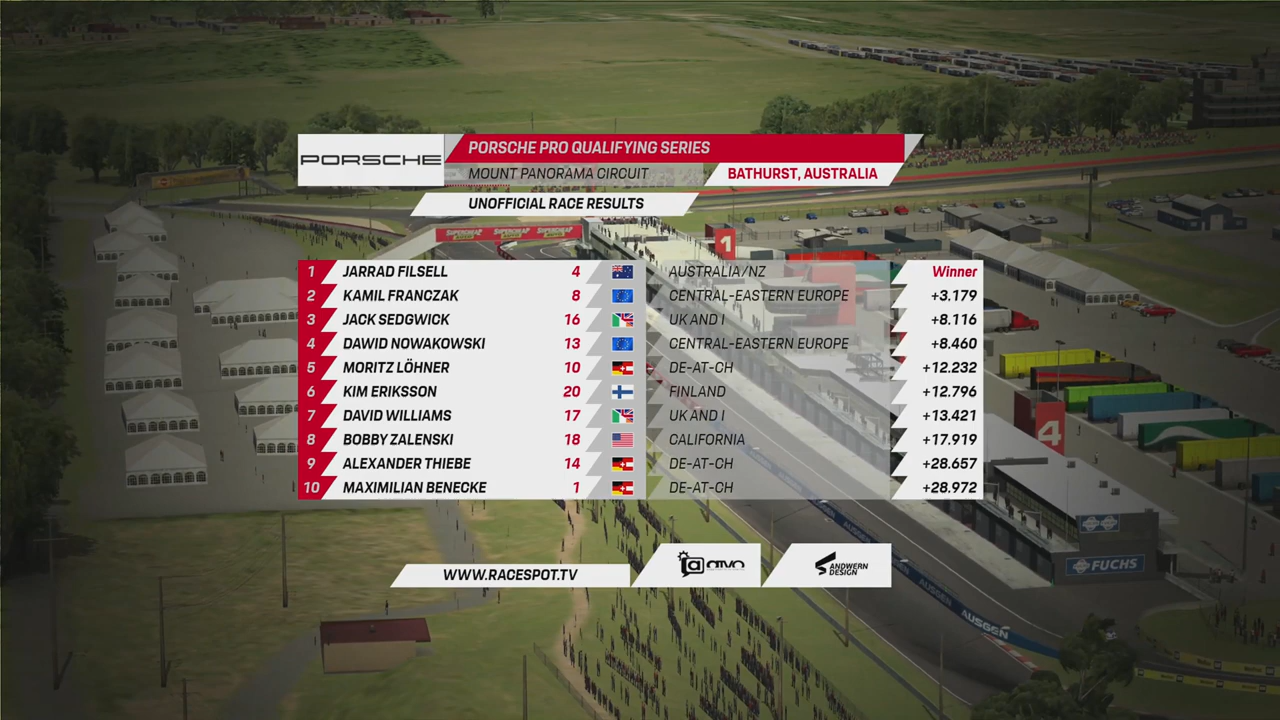 PORSCHE
PORSCHE PRO QUALIFYING SERIES
MOUNT PANORAMA CIRCUIT
BATHURST, AUSTRALIA
UNOFFICIAL RACE RESULTS
1
1 JARRAD FILSELL 4 AUSTRALIA/NZ Winner
2 KAMIL FRANCZAK 8 CENTRAL-EASTERN EUROPE +3.179
3 JACK SEDGWICK 16 UK AND I +8.116
4 DAWID NOWAKOWSKI 13 CENTRAL-EASTERN EUROPE +8.460
5 MORITZ LÖHNER 10 DE-AT-CH +12.232
6 KIM ERIKSSON 20 FINLAND +12.796
7 DAVID WILLIAMS 17 UK AND I +13.421
8 BOBBY ZALENSKI 18 CALIFORNIA +17.919
9 ALEXANDER THIEBE 14 DE-AT-CH +28.657
10 MAXIMILIAN BENECKE 1 DE-AT-CH +28.972
4
WWW.RACESPOT.TV
ANDWERN
DESIGN
FUCHS
AUSGEN
AUSGEN